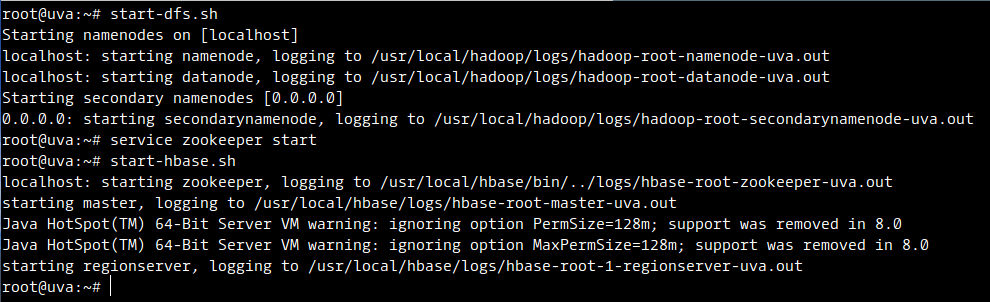 root@uva:~# start-dfs.sh
Starting namenodes on [localhost]
localhost: starting namenode, logging to /usr/local/hadoop/logs/hadoop-root-namenode-uva.out
localhost: starting datanode, logging to /usr/local/hadoop/logs/hadoop-root-datanode-uva.out
Starting secondary namenodes [0.0.0.0]
0.0.0.0: starting secondarynamenode, logging to /usr/local/hadoop/logs/hadoop-root-secondarynamenode-uva.out
root@uva:~# service zookeeper start
root@uva:~# start-hbase.sh
localhost: starting zookeeper, logging to /usr/local/hbase/bin/../logs/hbase-root-zookeeper-uva.out
starting master, logging to /usr/local/hbase/logs/hbase-root-master-uva.out
Java HotSpot(TM) 64-Bit Server VM warning: ignoring option PermSize=128m; support was removed in 8.0
Java HotSpot(TM) 64-Bit Server VM warning: ignoring option MaxPermSize=128m; support was removed in 8.0
starting regionserver, logging to /usr/local/hbase/logs/hbase-root-1-regionserver-uva.out
root@uva:~#